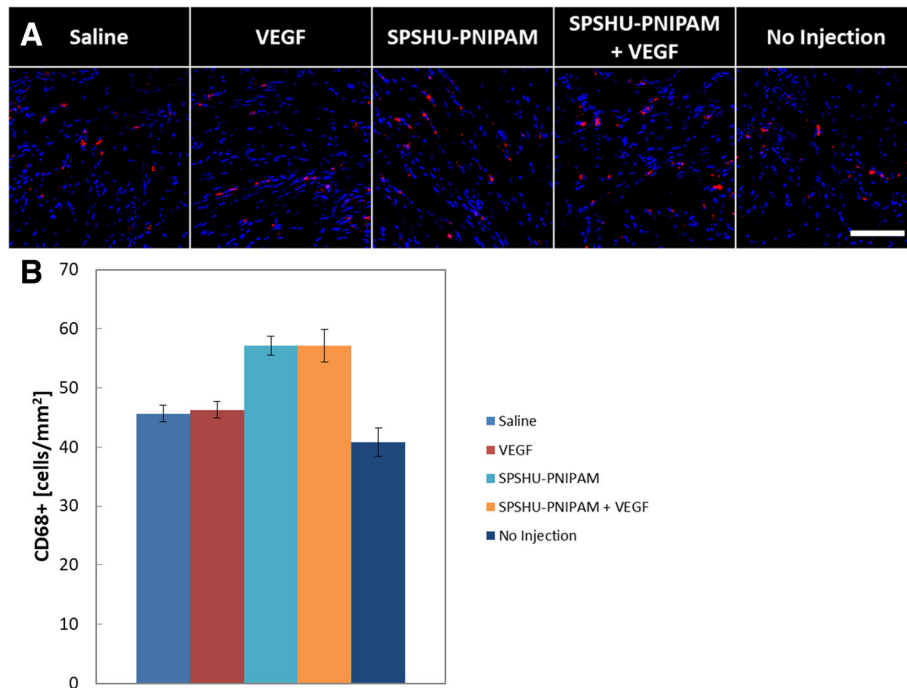 A
Saline
VEGF
SPSHU-PNIPAM
SPSHU-PNIPAM
+ VEGF
No Injection
B
CD68+ [cells/mm²]
70
60
50
40
30
20
10
0
Saline
VEGF
SPSHU-PNIPAM
SPSHU-PNIPAM + VEGF
No Injection